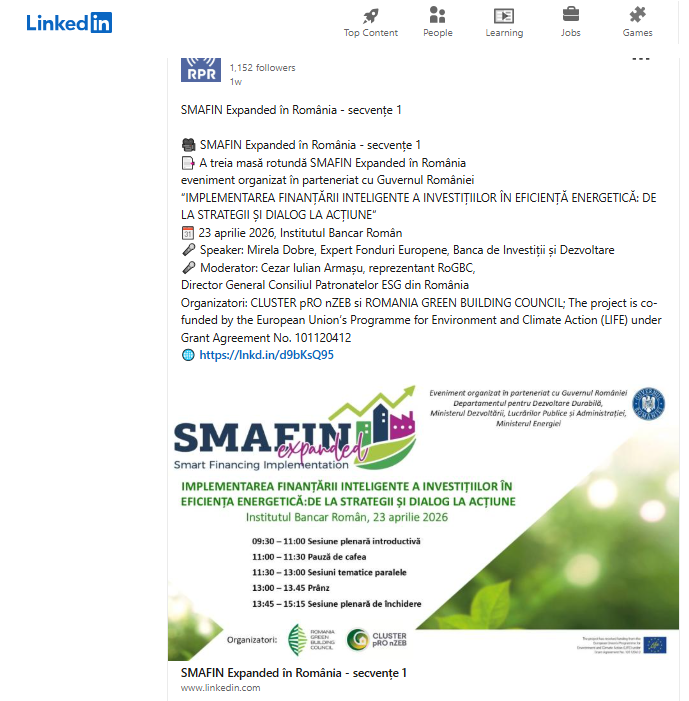 LinkedIn
Top Content
People
Learning
Jobs
Games
RPR
1,152 followers
1w
SMAFIN Expanded în România - secvențe 1
SMAFIN Expanded în România - secvențe 1
A treia masă rotundă SMAFIN Expanded în România
eveniment organizat în parteneriat cu Guvernul României
“IMPLEMENTAREA FINANȚĂRII INTELIGENTE A INVESTIȚIILOR ÎN EFICIENȚĂ ENERGETICĂ: DE
LA STRATEGII ȘI DIALOG LA ACȚIUNE”
23 aprilie 2026, Institutul Bancar Român
Speaker: Mirela Dobre, Expert Fonduri Europene, Banca de Investiții și Dezvoltare
Moderator: Cezar Iulian Armașu, reprezentant RoGBC,
Director General Consiliul Patronatelor ESG din România
Organizatori: CLUSTER pRO nZEB si ROMANIA GREEN BUILDING COUNCIL; The project is co-
funded by the European Union’s Programme for Environment and Climate Action (LIFE) under
Grant Agreement No. 101120412
https://lnkd.in/d9bKsQ95
Eveniment organizat în parteneriat cu Guvernul României
Departamentul pentru Dezvoltare Durabilă,
Ministerul Dezvoltării, Lucrărilor Publice și Administrației,
Ministerul Energiei
SMAFIN
expanded
Smart Financing Implementation
IMPLEMENTAREA FINANȚĂRII INTELIGENTE A INVESTIȚIILOR ÎN
EFICIENȚA ENERGETICĂ:DE LA STRATEGII ȘI DIALOG LA ACȚIUNE
Institutul Bancar Român, 23 aprilie 2026
09:30 – 11:00 Sesiune plenară introductivă
11:00 – 11:30 Pauză de cafea
11:30 – 13:00 Sesiuni tematice paralele
13:00 – 13.45 Prânz
13:45 – 15:15 Sesiune plenară de închidere
Organizatori:
ROMANIA
GREEN
BUILDING
COUNCIL
CLUSTER
pRO nZEB
SMAFIN Expanded în România - secvențe 1
www.linkedin.com